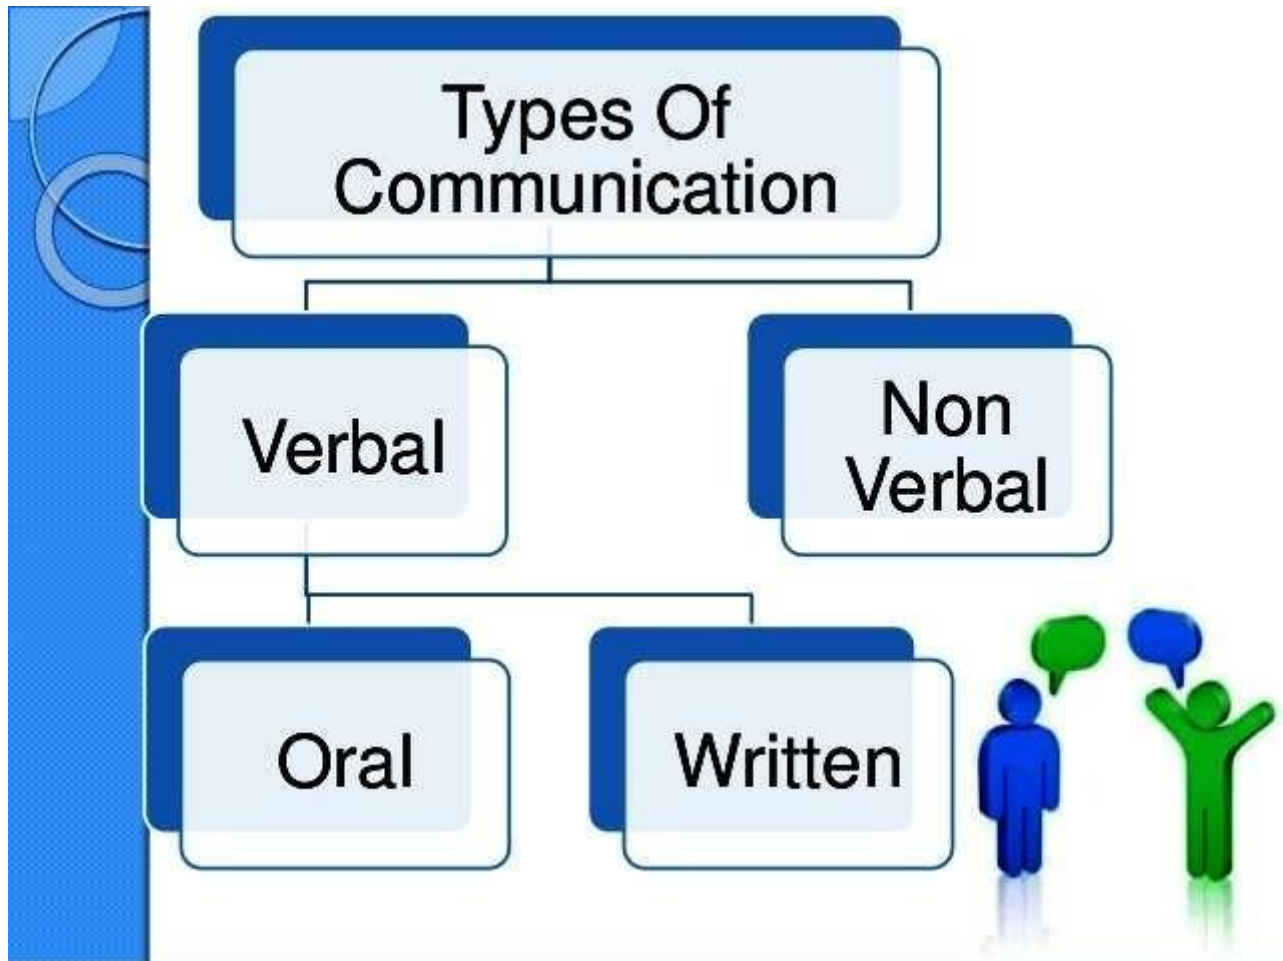 Types Of
Communication
Verbal
Non
Verbal
Oral
Written